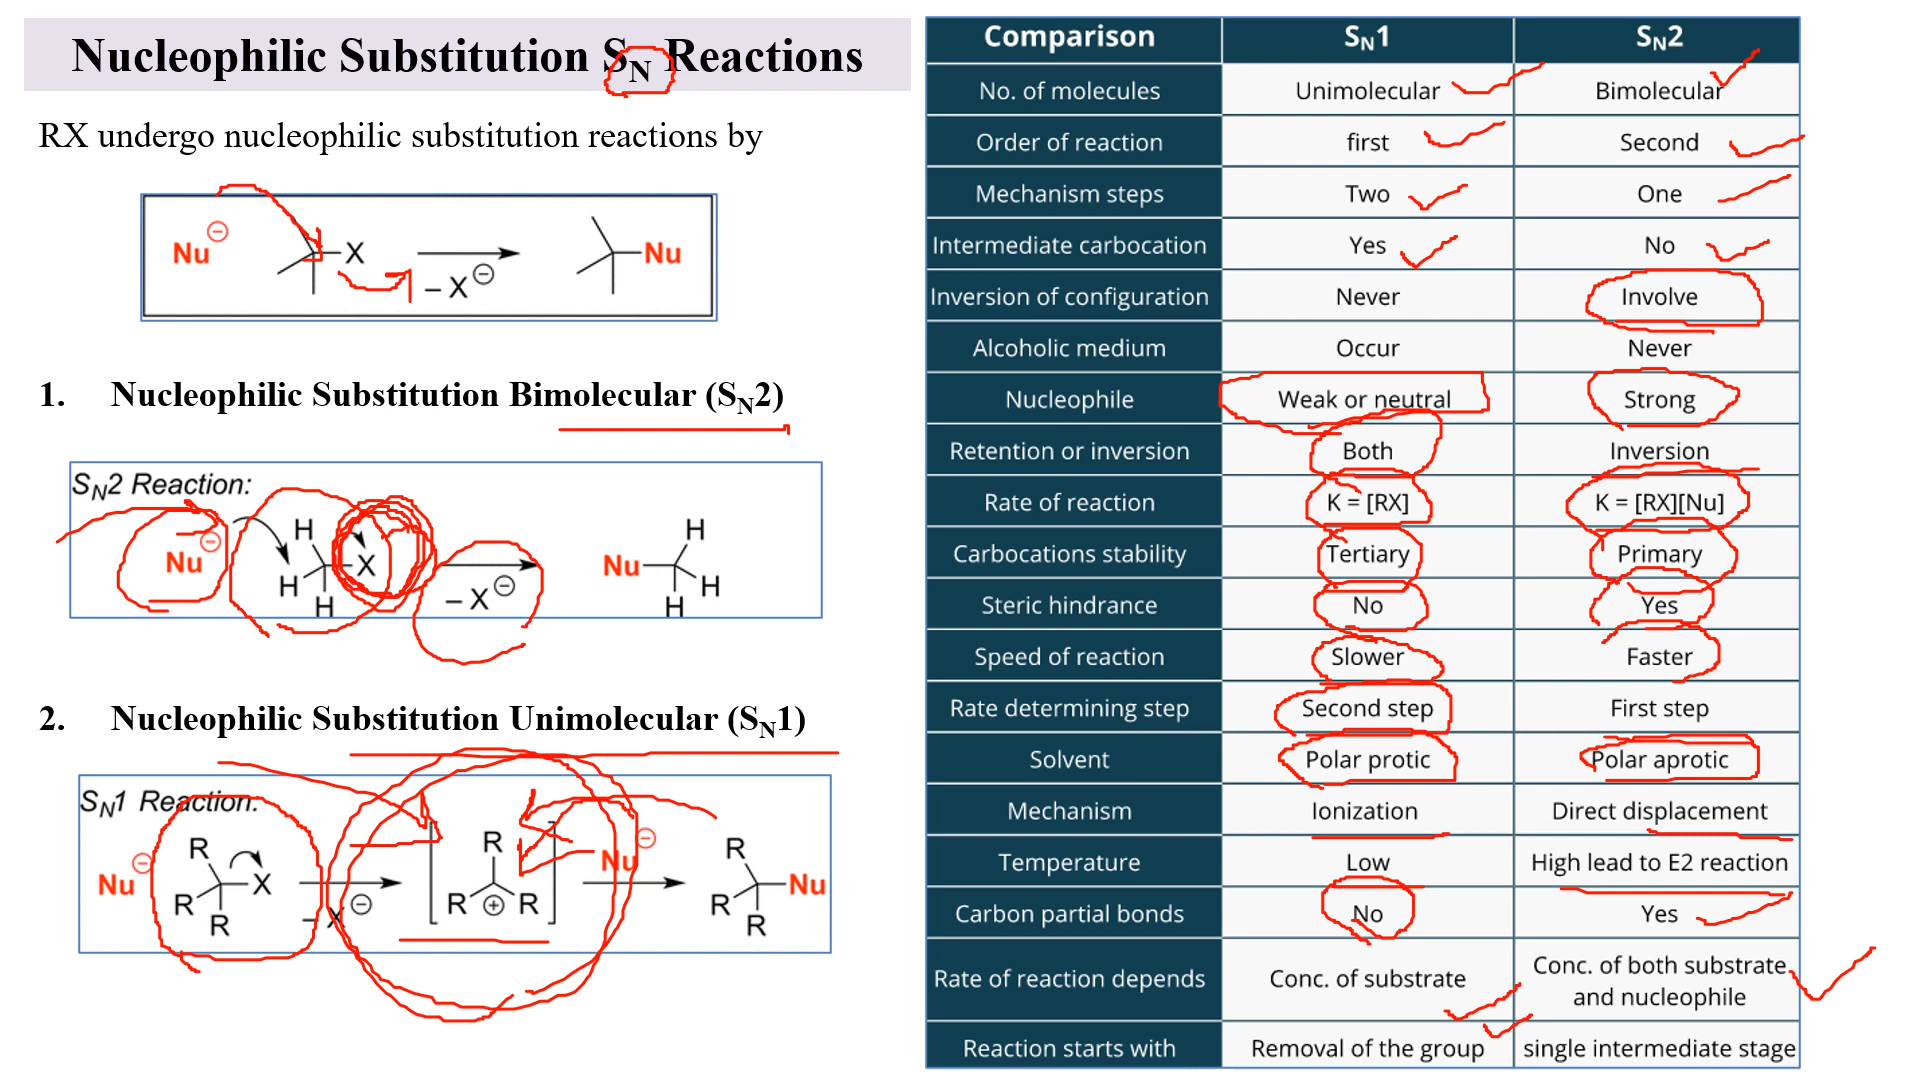 Nucleophilic Substitution SN Reactions
RX undergo nucleophilic substitution reactions by
Nu⊖ X – X⊖ Nu
1. Nucleophilic Substitution Bimolecular (SN2)
SN2 Reaction:
Nu⊖ H H H X – X⊖ Nu H H H
2. Nucleophilic Substitution Unimolecular (SN1)
SN1 Reaction:
Nu⊖ R R R X – X⊖ [ R R ⊕ R ] Nu⊖ R R R Nu
Comparison SN1 SN2
No. of molecules Unimolecular Bimolecular
Order of reaction first Second
Mechanism steps Two One
Intermediate carbocation Yes No
Inversion of configuration Never Involve
Alcoholic medium Occur Never
Nucleophile Weak or neutral Strong
Retention or inversion Both Inversion
Rate of reaction K = [RX] K = [RX][Nu]
Carbocations stability Tertiary Primary
Steric hindrance No Yes
Speed of reaction Slower Faster
Rate determining step Second step First step
Solvent Polar protic Polar aprotic
Mechanism Ionization Direct displacement
Temperature Low High lead to E2 reaction
Carbon partial bonds No Yes
Rate of reaction depends Conc. of substrate Conc. of both substrate
and nucleophile
Reaction starts with Removal of the group single intermediate stage